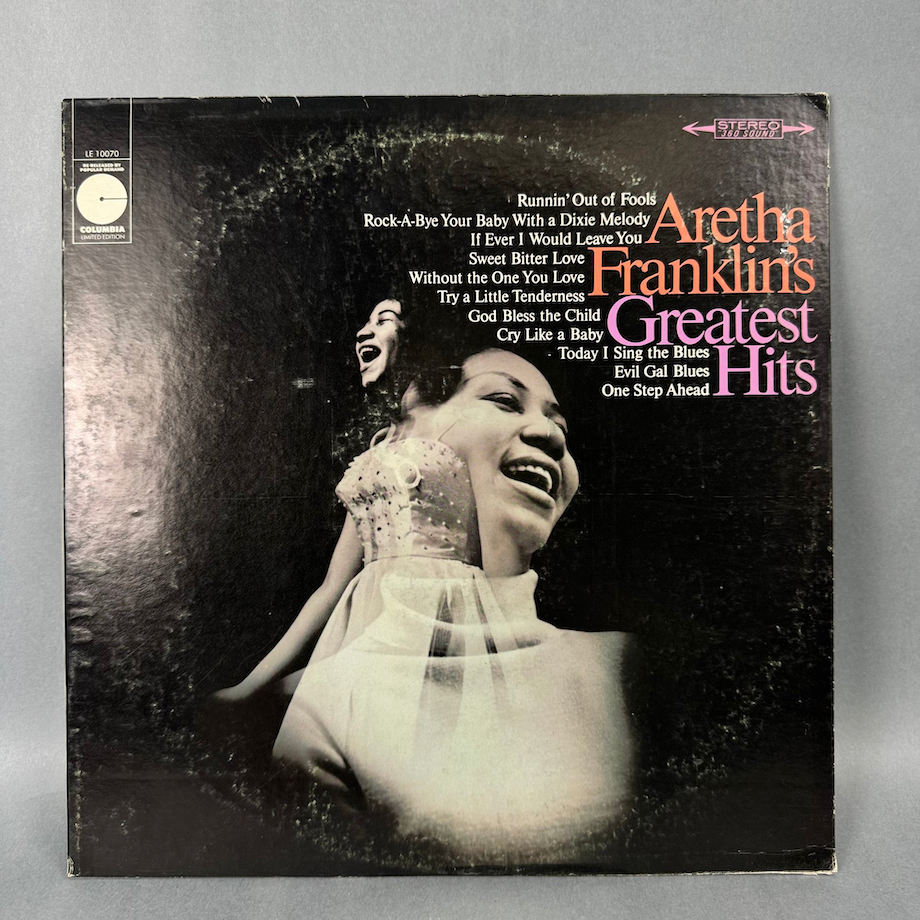 LE 10070
RE-RELEASED BY
POPULAR DEMAND
COLUMBIA
LIMITED EDITION
STEREO
360 SOUND
Runnin' Out of Fools
Rock-A-Bye Your Baby With a Dixie Melody
If Ever I Would Leave You
Sweet Bitter Love
Without the One You Love
Try a Little Tenderness
God Bless the Child
Cry Like a Baby
Today I Sing the Blues
Evil Gal Blues
One Step Ahead
Aretha
Franklin's
Greatest
Hits